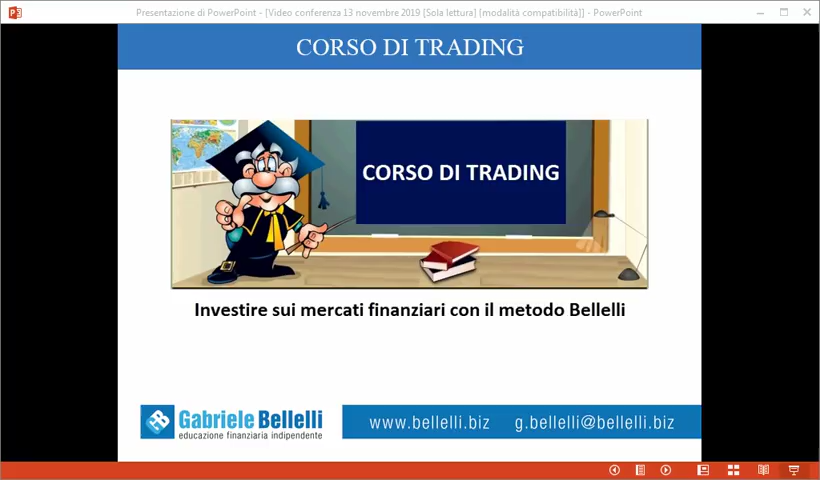 Presentazione di PowerPoint - [Video conferenza 13 novembre 2019 [Sola lettura] [modalità compatibilità]] - PowerPoint
CORSO DI TRADING
CORSO DI TRADING
Investire sui mercati finanziari con il metodo Bellelli
Gabriele Bellelli
educazione finanziaria indipendente
www.bellelli.biz g.bellelli@bellelli.biz